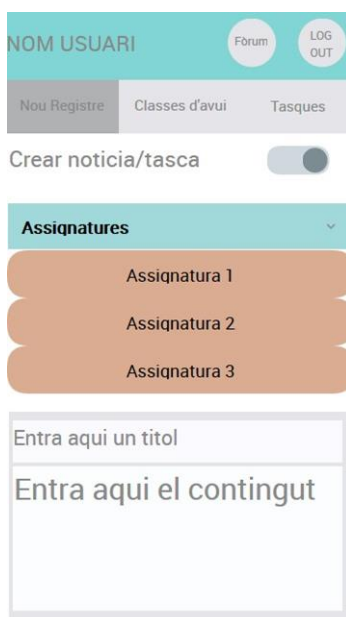 NOM USUARI
Fòrum
LOG
OUT
Nou Registre
Classes d'avui
Tasques
Crear noticia/tasca
Assignatures
Assignatura 1
Assignatura 2
Assignatura 3
Entra aqui un titol
Entra aqui el contingut